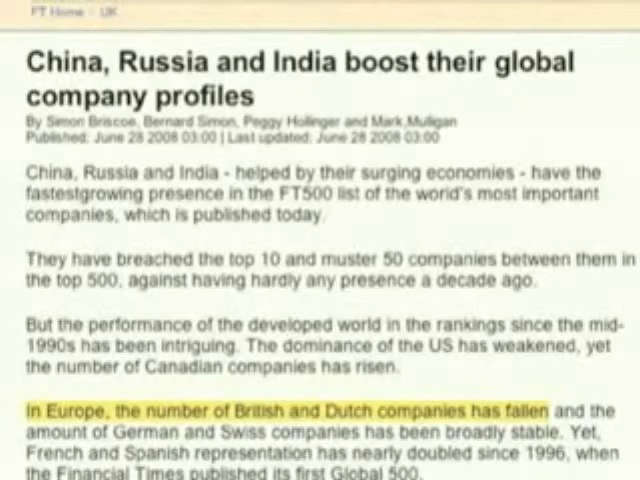 FT Home > UK
China, Russia and India boost their global
company profiles
By Simon Briscoe, Bernard Simon, Peggy Hollinger and Mark Mulligan
Published: June 28 2008 03:00 | Last updated: June 28 2008 03:00
China, Russia and India - helped by their surging economies - have the
fastestgrowing presence in the FT500 list of the world's most important
companies, which is published today.
They have breached the top 10 and muster 50 companies between them in
the top 500, against having hardly any presence a decade ago.
But the performance of the developed world in the rankings since the mid-
1990s has been intriguing. The dominance of the US has weakened, yet
the number of Canadian companies has risen.
In Europe, the number of British and Dutch companies has fallen and the
amount of German and Swiss companies has been broadly stable. Yet,
French and Spanish representation has nearly doubled since 1996, when
the Financial Times published its first Global 500.